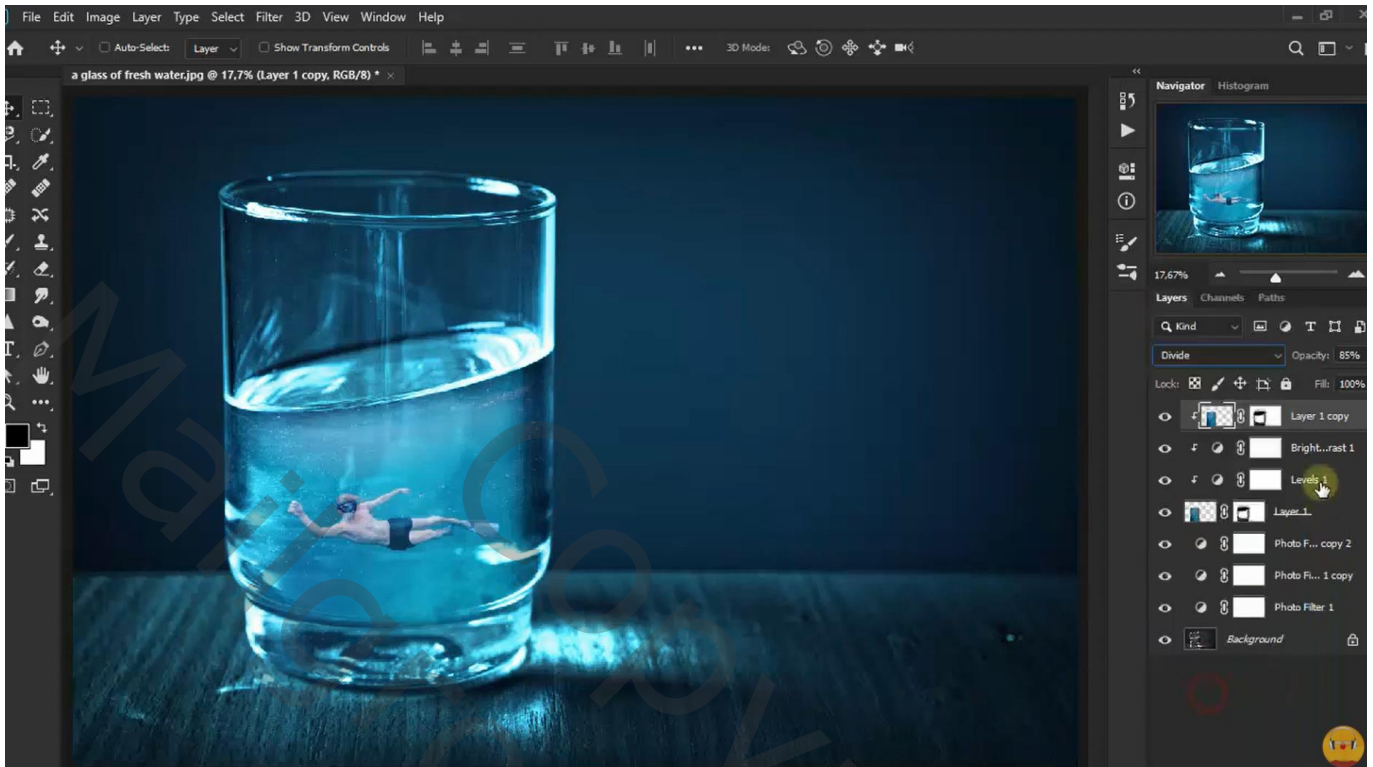 File Edit Image Layer Type Select Filter 3D View Window Help
Auto-Select: Layer Show Transform Controls 3D Mode:
a glass of fresh water.jpg @ 17,7% (Layer 1 copy, RGB/8) * ×
Navigator Histogram
17,67%
Layers Channels Paths
Kind
Divide Opacity: 85%
Lock: Fill: 100%
Layer 1 copy
Bright...rast 1
Levels 1
Layer 1
Photo F... copy 2
Photo Fi... 1 copy
Photo Filter 1
Background